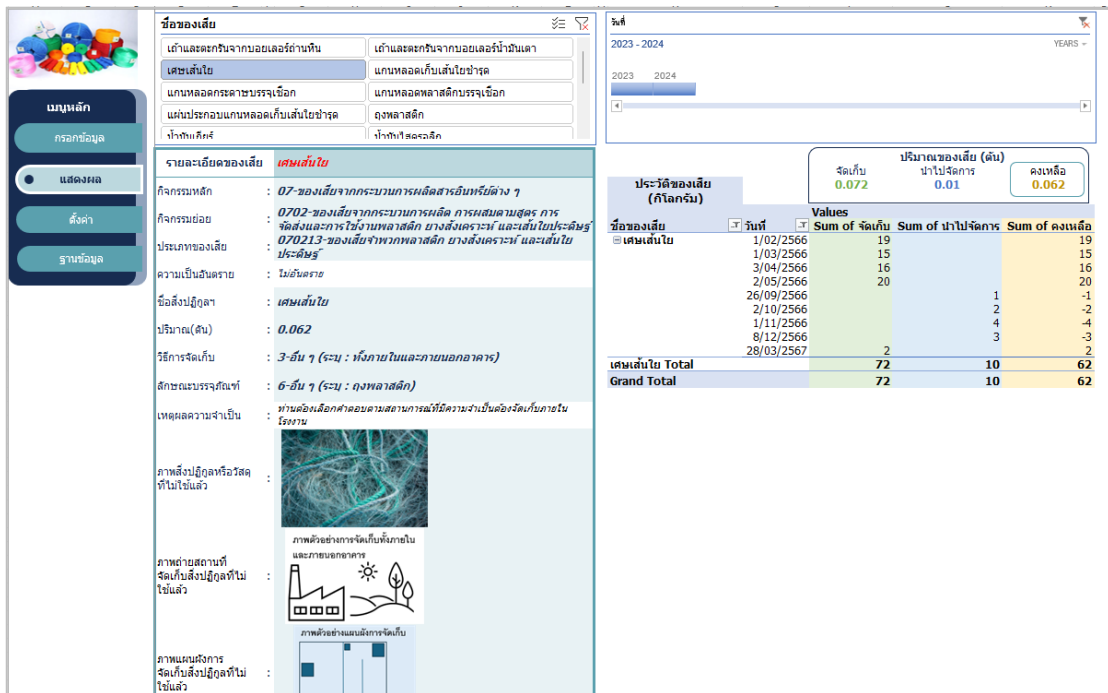 เมนูหลัก
กรอกข้อมูล
แสดงผล
ตั้งค่า
ฐานข้อมูล
ชื่อของเสีย
เถ้าและตะกรันจากบอยเลอร์ถ่านหิน
เถ้าและตะกรันจากบอยเลอร์น้ำมันเตา
เศษเส้นใย
แกนหลอดเก็บเส้นใยชำรุด
แกนหลอดกระดาษบรรจุเชือก
แกนหลอดพลาสติกบรรจุเชือก
แผ่นประกอบแกนหลอดเก็บเส้นใยชำรุด
ถุงพลาสติก
น้ำมันเกียร์
น้ำมันไฮดรอลิก
วันที่
2023 - 2024
YEARS
2023 2024
รายละเอียดของเสีย เศษเส้นใย
กิจกรรมหลัก : 07-ของเสียจากกระบวนการผลิตสารอินทรีย์ต่าง ๆ
กิจกรรมย่อย : 0702-ของเสียจากกระบวนการผลิต การผสมตามสูตร การ
จัดส่งและการใช้งานพลาสติก ยางสังเคราะห์ และเส้นใยประดิษฐ์
ประเภทของเสีย : 070213-ของเสียจำพวกพลาสติก ยางสังเคราะห์ และเส้นใย
ประดิษฐ์
ความเป็นอันตราย : ไม่อันตราย
ชื่อสิ่งปฏิกูลฯ : เศษเส้นใย
ปริมาณ(ตัน) : 0.062
วิธีการจัดเก็บ : 3-อื่น ๆ (ระบุ : ทั้งภายในและภายนอกอาคาร)
ลักษณะบรรจุภัณฑ์ : 6-อื่น ๆ (ระบุ : ถุงพลาสติก)
เหตุผลความจำเป็น : ท่านต้องเลือกคำตอบตามสถานการณ์ที่มีความจำเป็นต้องจัดเก็บภายใน
โรงงาน
ภาพสิ่งปฏิกูลหรือวัสดุ
ที่ไม่ใช้แล้ว :
ภาพตัวอย่างการจัดเก็บทั้งภายใน
และภายนอกอาคาร
ภาพถ่ายสถานที่
จัดเก็บสิ่งปฏิกูลที่ไม่
ใช้แล้ว :
ภาพตัวอย่างแผนผังการจัดเก็บ
ภาพแผนผังการ
จัดเก็บสิ่งปฏิกูลที่ไม่
ใช้แล้ว :
ปริมาณของเสีย (ตัน)
จัดเก็บ นำไปจัดการ คงเหลือ
0.072 0.01 0.062
ประวัติของเสีย
(กิโลกรัม)
Values
ชื่อของเสีย วันที่ Sum of จัดเก็บ Sum of นำไปจัดการ Sum of คงเหลือ
เศษเส้นใย 1/02/2566 19 19
1/03/2566 15 15
3/04/2566 16 16
2/05/2566 20 20
26/09/2566 1 -1
2/10/2566 2 -2
1/11/2566 4 -4
8/12/2566 3 -3
28/03/2567 2 2
เศษเส้นใย Total 72 10 62
Grand Total 72 10 62